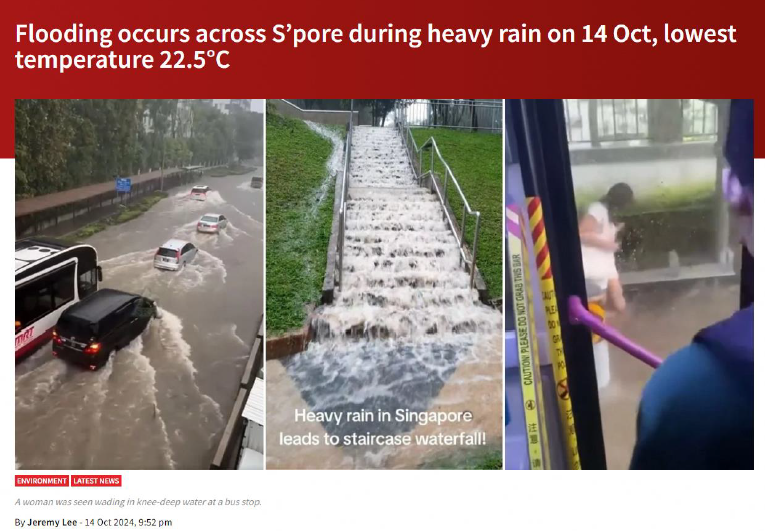 Flooding occurs across S’pore during heavy rain on 14 Oct, lowest
temperature 22.5°C
SMRT
Heavy rain in Singapore
leads to staircase waterfall!
CAUTION: PLEASE DO NOT GRAB THIS BAR
ENVIRONMENT
LATEST NEWS
A woman was seen wading in knee-deep water at a bus stop.
By Jeremy Lee - 14 Oct 2024, 9:52 pm